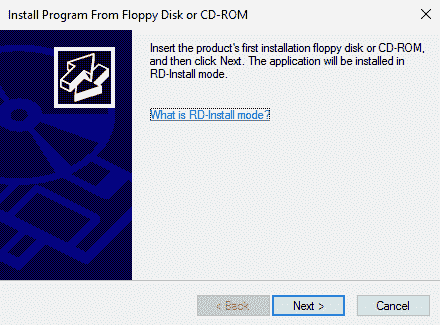 Install Program From Floppy Disk or CD-ROM
Insert the product's first installation floppy disk or CD-ROM,
and then click Next. The application will be installed in
RD-Install mode.
What is RD-Install mode?
< Back
Next >
Cancel